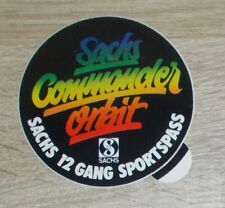 Sachs
Commander
Orbit
SACHS
SACHS 12 GANG SPORTSPASS